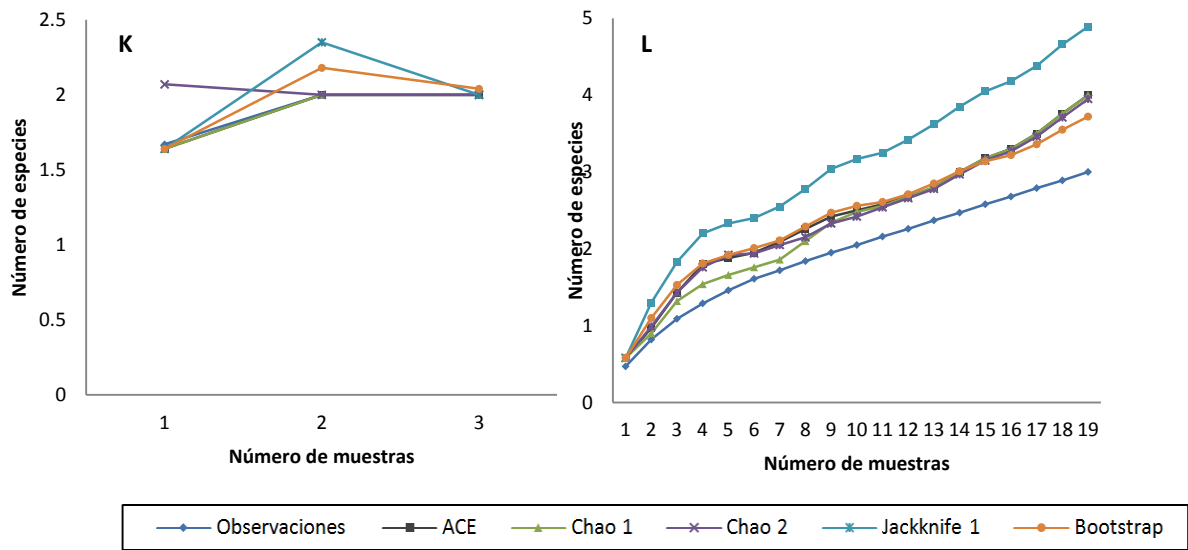 K
2.5
2
1.5
1
0.5
0
Número de especies
1 2 3
Número de muestras
L
5
4
3
2
1
0
Número de especies
1 2 3 4 5 6 7 8 9 10 11 12 13 14 15 16 17 18 19
Número de muestras
Observaciones ACE Chao 1 Chao 2 Jackknife 1 Bootstrap